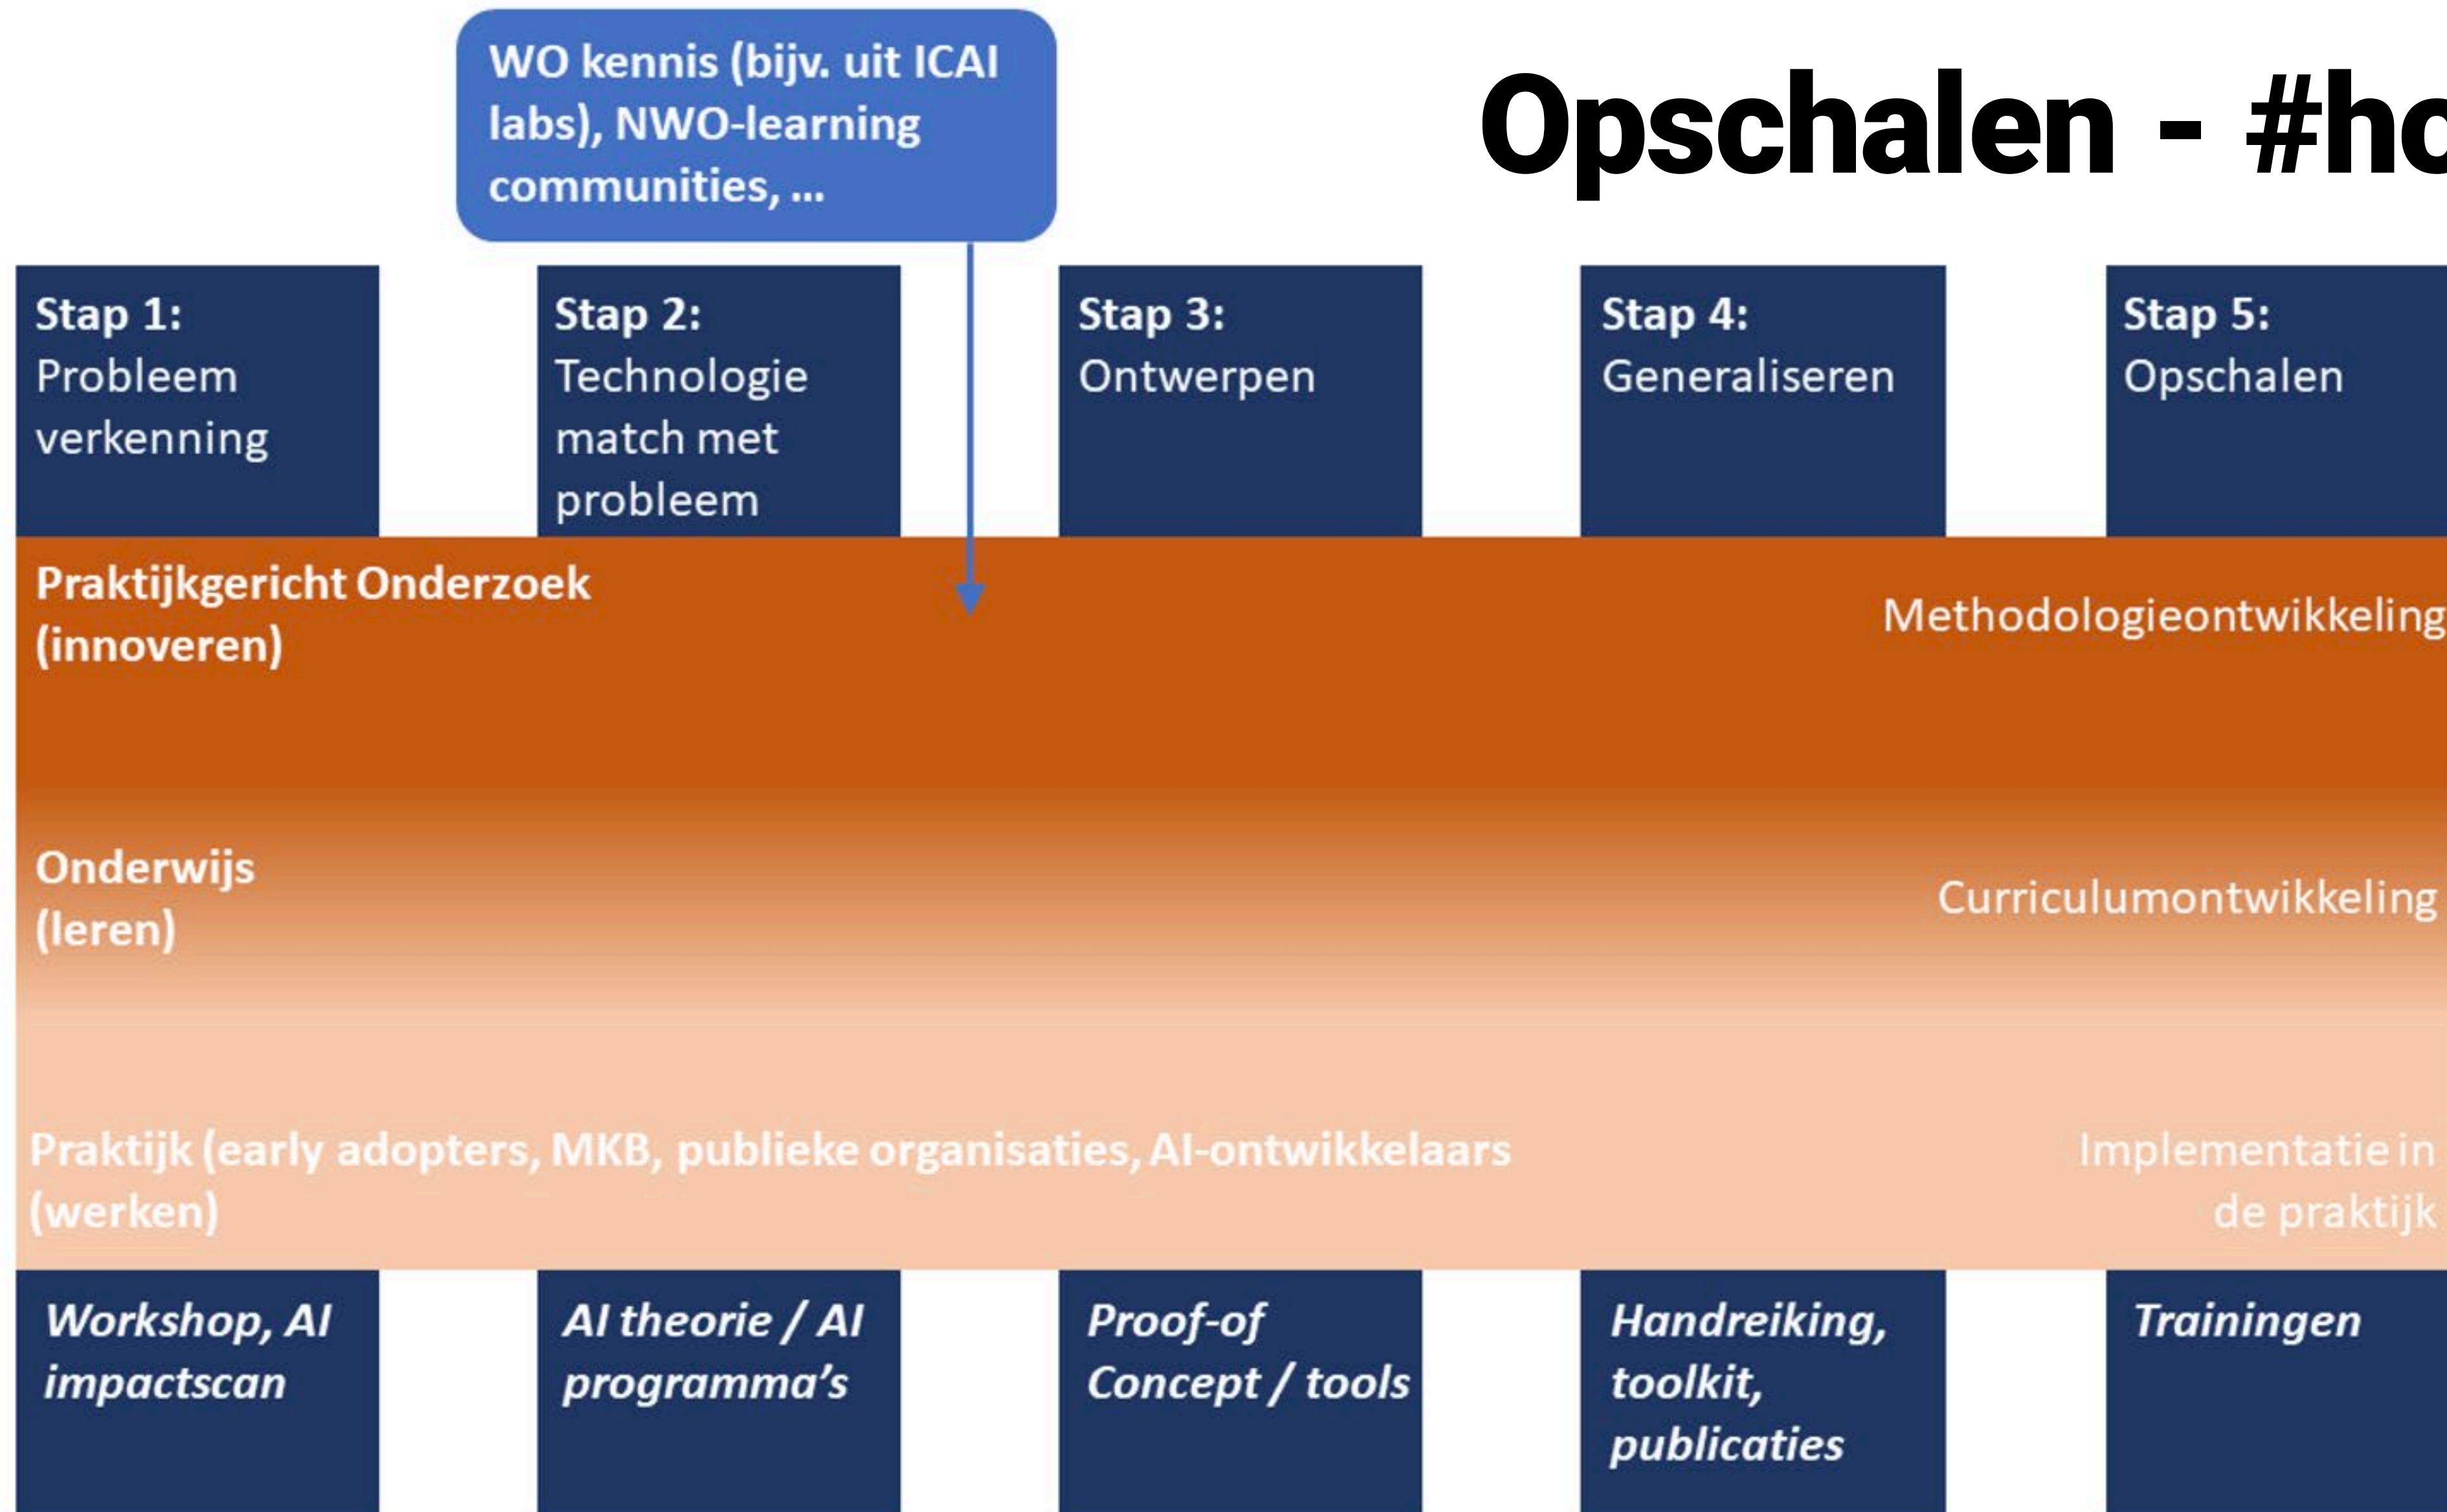 WO kennis (bijv. uit ICAI
labs), NWO-learning
communities, ...
Opschalen -
Stap 1:
Probleem
verkenning
Stap 2:
Technologie
match met
probleem
Stap 3:
Ontwerpen
Stap 4:
Generaliseren
Stap 5:
Opschalen
Praktijkgericht Onderzoek
(innoveren)
Methodologieontwikkeling
Onderwijs
(leren)
Curriculumontwikkeling
Praktijk (early adopters, MKB, publieke organisaties, AI-ontwikkelaars
(werken)
Implementatie in
de praktijk
Workshop, AI
impactscan
AI theorie / AI
programma’s
Proof-of
Concept / tools
Handreiking,
toolkit,
publicaties
Trainingen